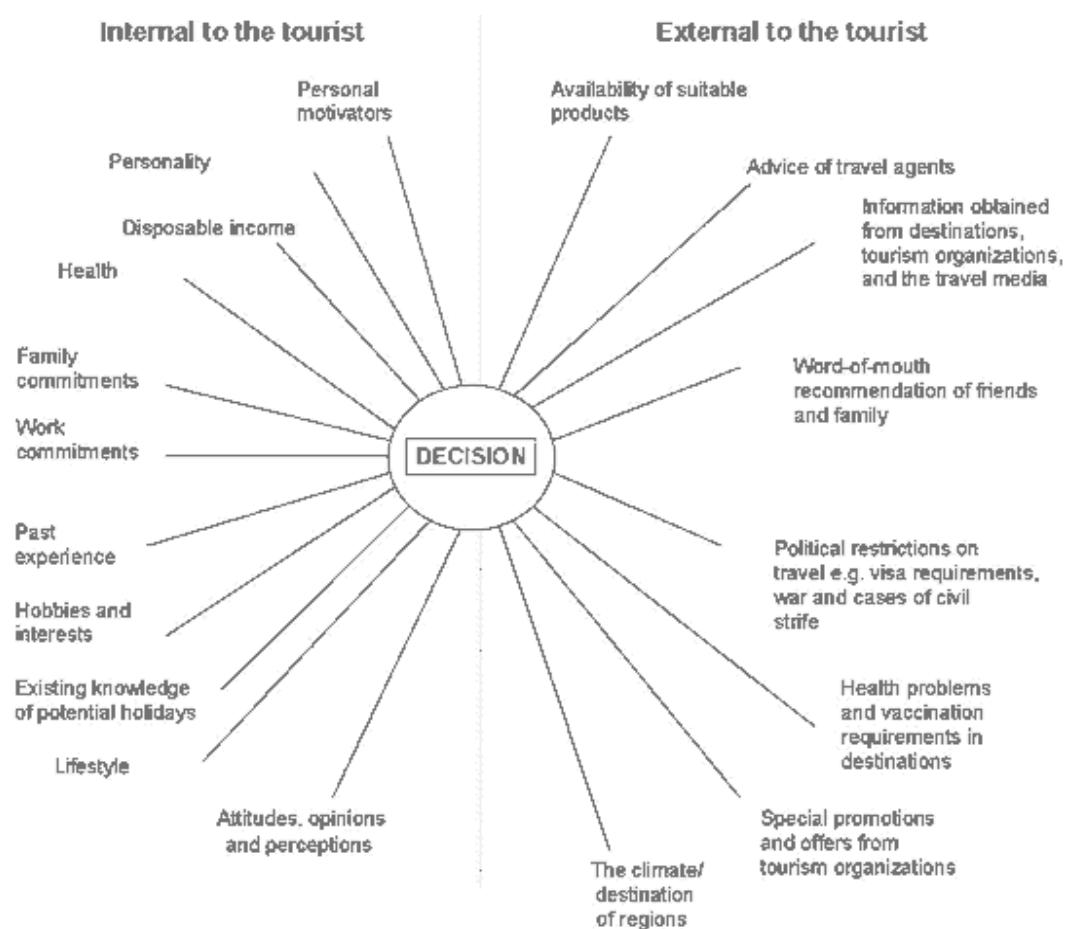 Internal to the tourist
External to the tourist
Personal
motivators
Personality
Disposable income
Health
Family
commitments
Work
commitments
Past
experience
Hobbies and
interests
Existing knowledge
of potential holidays
Lifestyle
Attitudes, opinions
and perceptions
DECISION
Availability of suitable
products
Advice of travel agents
Information obtained
from destinations,
tourism organizations,
and the travel media
Word-of-mouth
recommendation of friends
and family
Political restrictions on
travel e.g. visa requirements,
war and cases of civil
strife
Health problems
and vaccination
requirements in
destinations
Special promotions
and offers from
tourism organizations
The climate/
destination
of regions